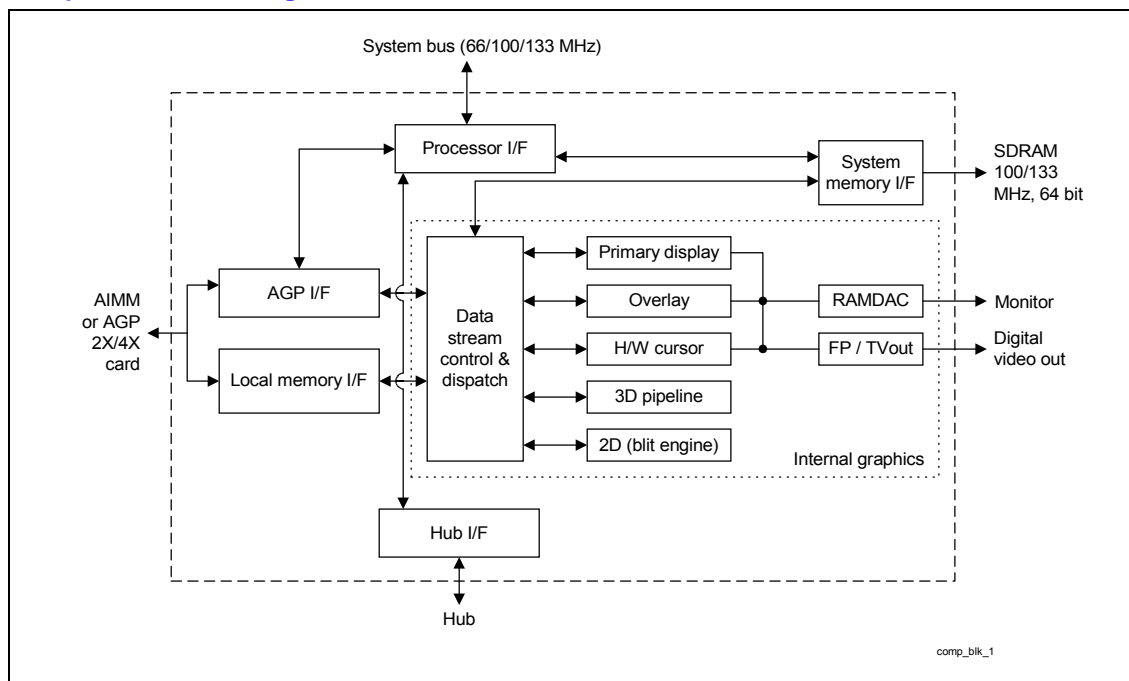 System bus (66/100/133 MHz)
Processor I/F
System
memory I/F
SDRAM
100/133
MHz, 64 bit
Primary display
AGP I/F
Overlay
RAMDAC
Monitor
AIMM
or AGP
2X/4X
card
Data
stream
control &
dispatch
H/W cursor
FP / TVout
Digital
video out
Local memory I/F
3D pipeline
2D (blit engine)
Internal graphics
Hub I/F
Hub
comp_blk_1